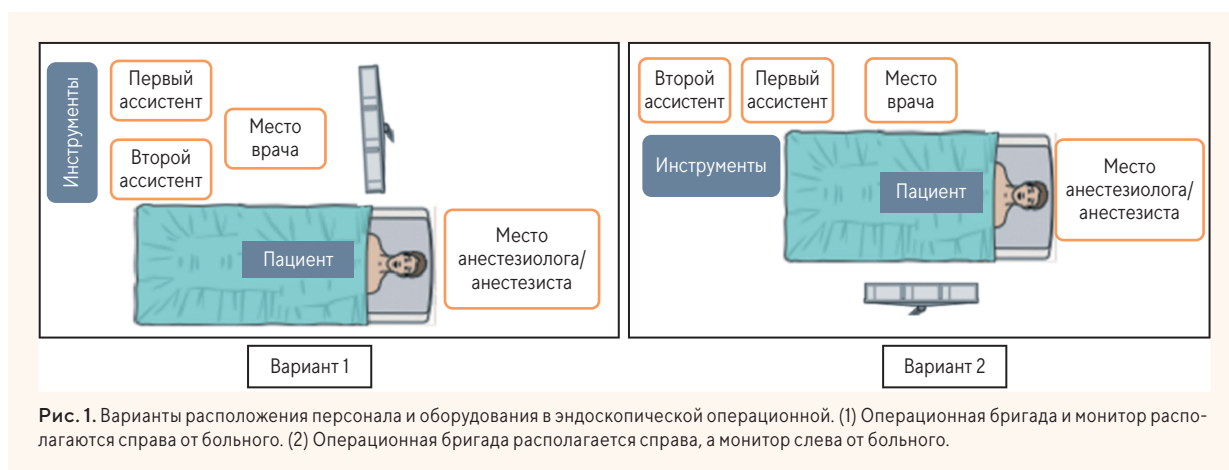 Инструменты
Первый
ассистент
Второй
ассистент
Место
врача
Пациент
Место
анестезиолога/
анестезиста
Вариант 1
Второй
ассистент
Первый
ассистент
Место
врача
Инструменты
Пациент
Место
анестезиолога/
анестезиста
Вариант 2
Рис. 1. Варианты расположения персонала и оборудования в эндоскопической операционной. (1) Операционная бригада и монитор распо-
лагаются справа от больного. (2) Операционная бригада располагается справа, а монитор слева от больного.